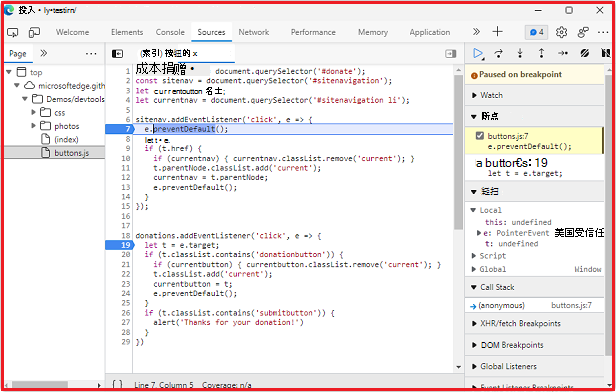 投入 • ly•testirn/
Welcome Elements Console Sources Network Performance Memory Application
4
Page
(索引) 按钮的 x
Paused on breakpoint
Watch
断点
buttons.js:7
e.preventDefault();
a button€s: 19
let t = e.target;
Local
this: undefined
e: PointerEvent 美国受信任
t: undefined
Script
Global Window
Call Stack
(anonymous) buttons.js:7
XHR/fetch Breakpoints
DOM Breakpoints
Global Listeners
Event Listener Breakpoints
top
microsoftedge.gith
Demos/devtools
css
photos
(index)
buttons.js
1 成本捐赠 • document.querySelector('#donate');
2 const sitenav = document.querySelector('#sitenavigation');
3 let currentoutton 名士;
4 let currentnav = document.querySelector('#sitenavigation li');
5
6 sitenav.addEventListener('click', e => {
7 e.preventDefault();
8 let t • e.
9 if (t.href) {
10 if (currentnav) { currentnav.classList.remove('current'); }
11 t.parentNode.classList.add('current');
12 currentnav = t.parentNode;
13 e.preventDefault();
14 }
15 });
16
17
18 donations.addEventListener('click', e => {
19 let t = e.target;
20 if (t.classList.contains('donationbutton')) {
21 if (currentbutton) { currentbutton.classList.remove('current'); }
22 t.classList.add('current');
23 currentbutton = t;
24 e.preventDefault();
25 }
26 if (t.classList.contains('submitbutton')) {
27 alert('Thanks for your donation!')
28 }
29 })
{ } Line 7, Column 5 Coverage: n/a